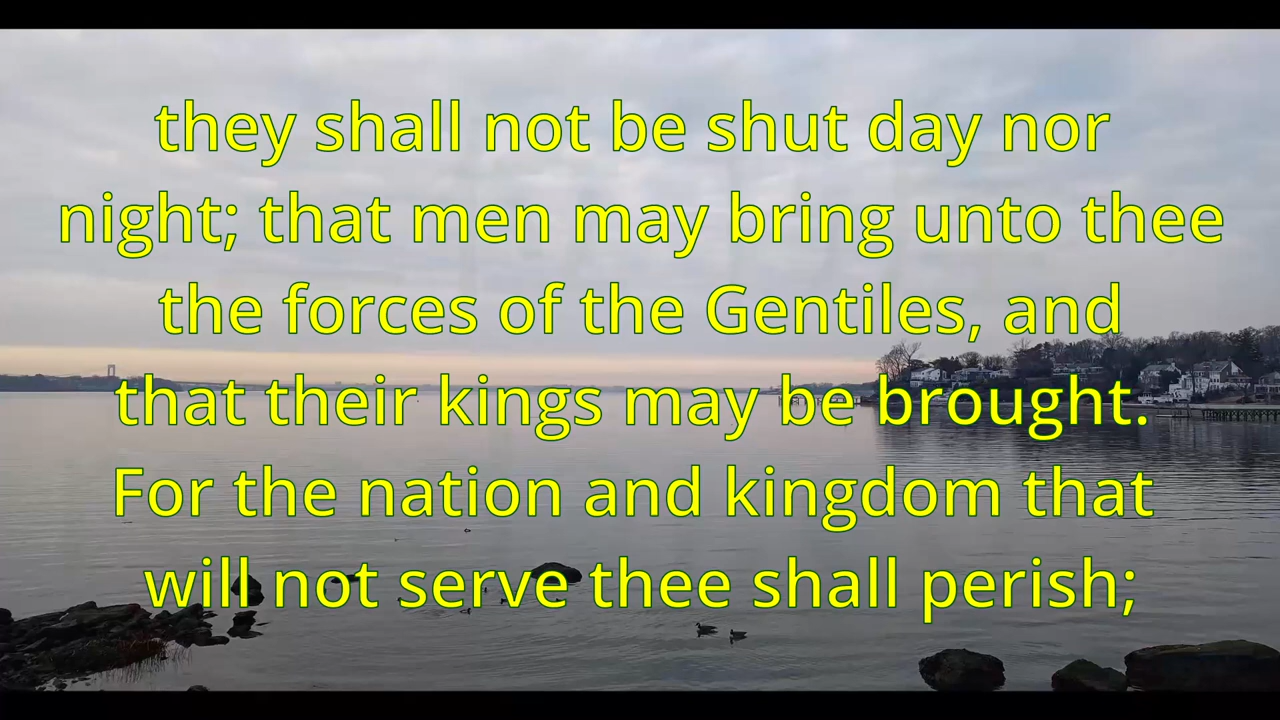 they shall not be shut day nor
night; that men may bring unto thee
the forces of the Gentiles, and
that their kings may be brought.
For the nation and kingdom that
will not serve thee shall perish;